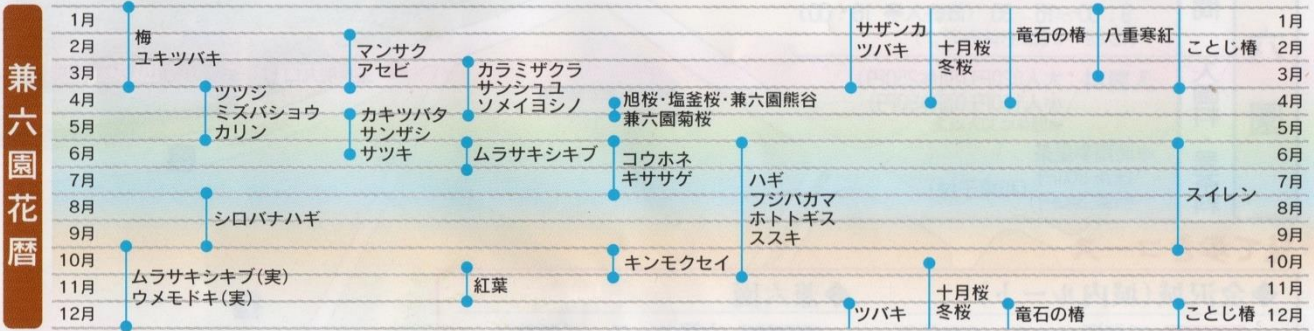 兼六園花暦
1月
2月
3月
4月
5月
6月
7月
8月
9月
10月
11月
12月
梅
ユキツバキ
ツツジ
ミズバショウ
カリン
シロバナハギ
ムラサキシキブ(実)
ウメモドキ(実)
マンサク
アセビ
カキツバタ
サンザシ
サツキ
カラミザクラ
サンシュユ
ソメイヨシノ
ムラサキシキブ
紅葉
旭桜・塩釜桜・兼六園熊谷
兼六園菊桜
コウホネ
キササゲ
キンモクセイ
ハギ
フジバカマ
ホトトギス
ススキ
サザンカ
ツバキ
ツバキ
十月桜
冬桜
十月桜
冬桜
竜石の椿
竜石の椿
八重寒紅
ことじ椿
スイレン
ことじ椿
1月
2月
3月
4月
5月
6月
7月
8月
9月
10月
11月
12月